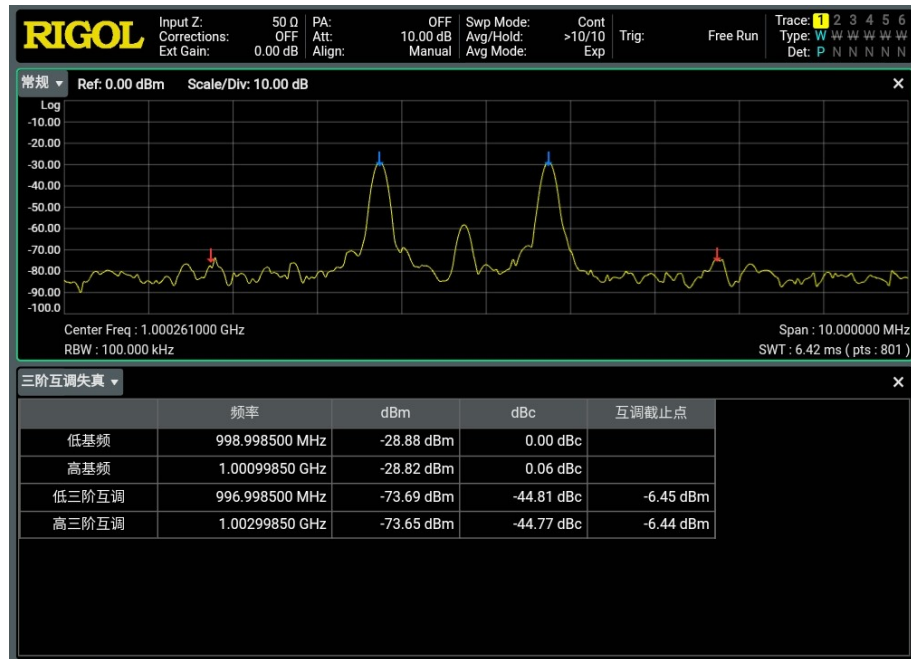 RIGOL
Input Z: 50 Ω PA: OFF Swp Mode: Cont Trace: 1 2 3 4 5 6
Corrections: OFF Att: 10.00 dB Avg/Hold: >10/10 Trig: Free Run Type: W W W W W W
Ext Gain: 0.00 dB Align: Manual Avg Mode: Exp Det: P N N N N N
常规 Ref: 0.00 dBm Scale/Div: 10.00 dB
Log
-10.00
-20.00
-30.00
-40.00
-50.00
-60.00
-70.00
-80.00
-90.00
-100.0
Center Freq : 1.000261000 GHz Span : 10.000000 MHz
RBW : 100.000 kHz SWT : 6.42 ms ( pts : 801 )
三阶互调失真
频率 dBm dBc 互调截止点
低基频 998.998500 MHz -28.88 dBm 0.00 dBc
高基频 1.00099850 GHz -28.82 dBm 0.06 dBc
低三阶互调 996.998500 MHz -73.69 dBm -44.81 dBc -6.45 dBm
高三阶互调 1.00299850 GHz -73.65 dBm -44.77 dBc -6.44 dBm